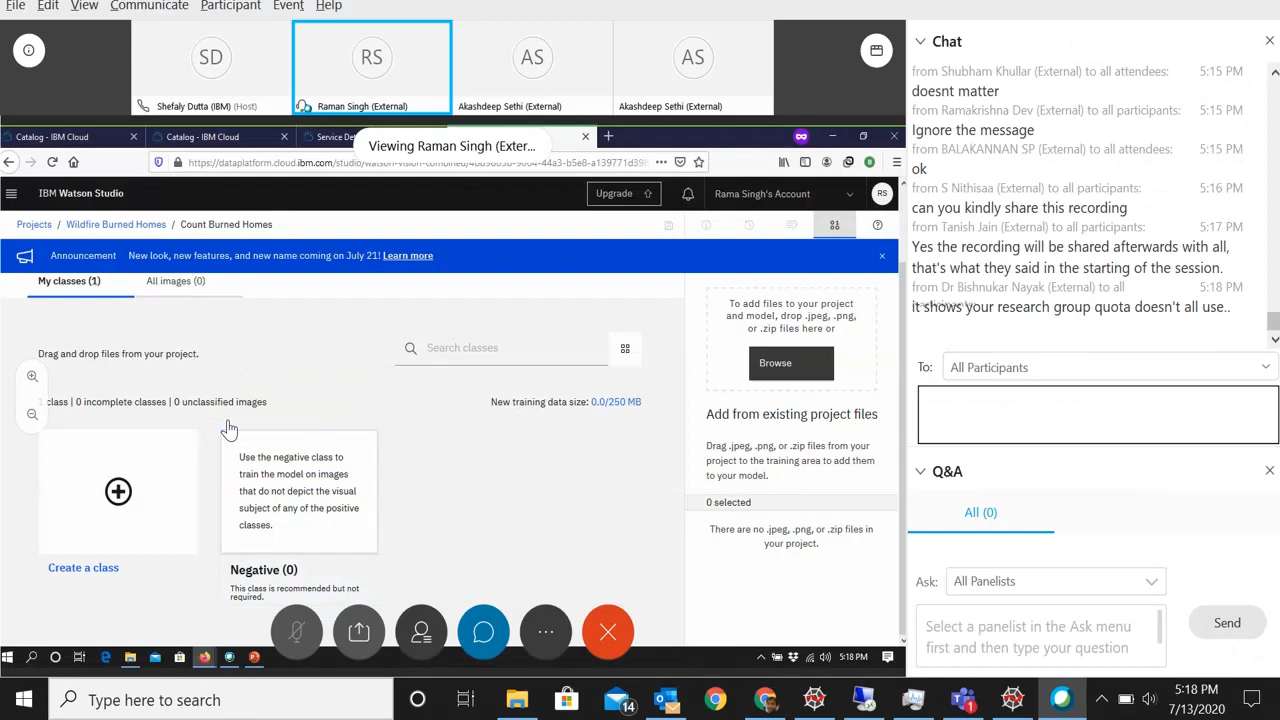 File Edit View Communicate Participant Event Help
SD
RS
AS
AS
Shefaly Dutta (IBM) (Host)
Raman Singh (External)
Akashdeep Sethi (External)
Akashdeep Sethi (External)
Catalog - IBM Cloud
Catalog - IBM Cloud
Service De
Viewing Raman Singh (Exter...
IBM Watson Studio
Upgrade
Rama Singh's Account
RS
Projects / Wildfire Burned Homes / Count Burned Homes
Announcement New look, new features, and new name coming on July 21! Learn more
My classes (1)
All images (0)
Drag and drop files from your project.
Search classes
class | 0 incomplete classes | 0 unclassified images
New training data size: 0.0/250 MB
Create a class
Use the negative class to
train the model on images
that do not depict the visual
subject of any of the positive
classes.
Negative (0)
This class is recommended but not
required.
To add files to your project
and model, drop .jpeg, .png,
or .zip files here or
Browse
Add from existing project files
Drag .jpeg, .png, or .zip files from your
project to the training area to add them
to your model.
0 selected
There are no .jpeg, .png, or .zip files in
your project.
5:18 PM
Chat
from Shubham Khullar (External) to all attendees: 5:15 PM
doesnt matter
from Ramakrishna Dev (External) to all participants: 5:15 PM
Ignore the message
from BALAKANNAN SP (External) to all participants: 5:15 PM
ok
from S Nithisaa (External) to all participants: 5:16 PM
can you kindly share this recording
from Tanish Jain (External) to all participants: 5:17 PM
Yes the recording will be shared afterwards with all,
that's what they said in the starting of the session.
from Dr Bishnukar Nayak (External) to all 5:18 PM
participants:
it shows your research group quota doesn't all use..
To: All Participants
Q&A
All (0)
Ask: All Panelists
Select a panelist in the Ask menu
first and then type your question
Send
Type here to search
14
1
5:18 PM
7/13/2020